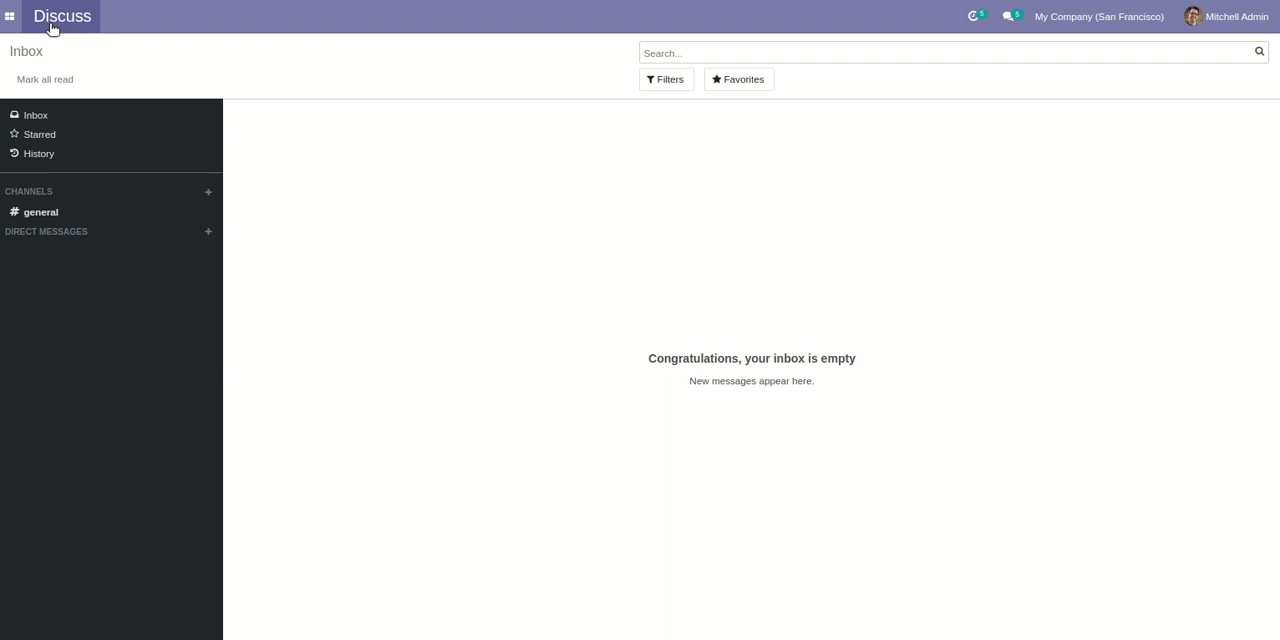 Discuss
5
5
My Company (San Francisco)
Mitchell Admin
Inbox
Search...
Mark all read
Filters
Favorites
Inbox
Starred
History
CHANNELS
+
# general
DIRECT MESSAGES
+
Congratulations, your inbox is empty
New messages appear here.